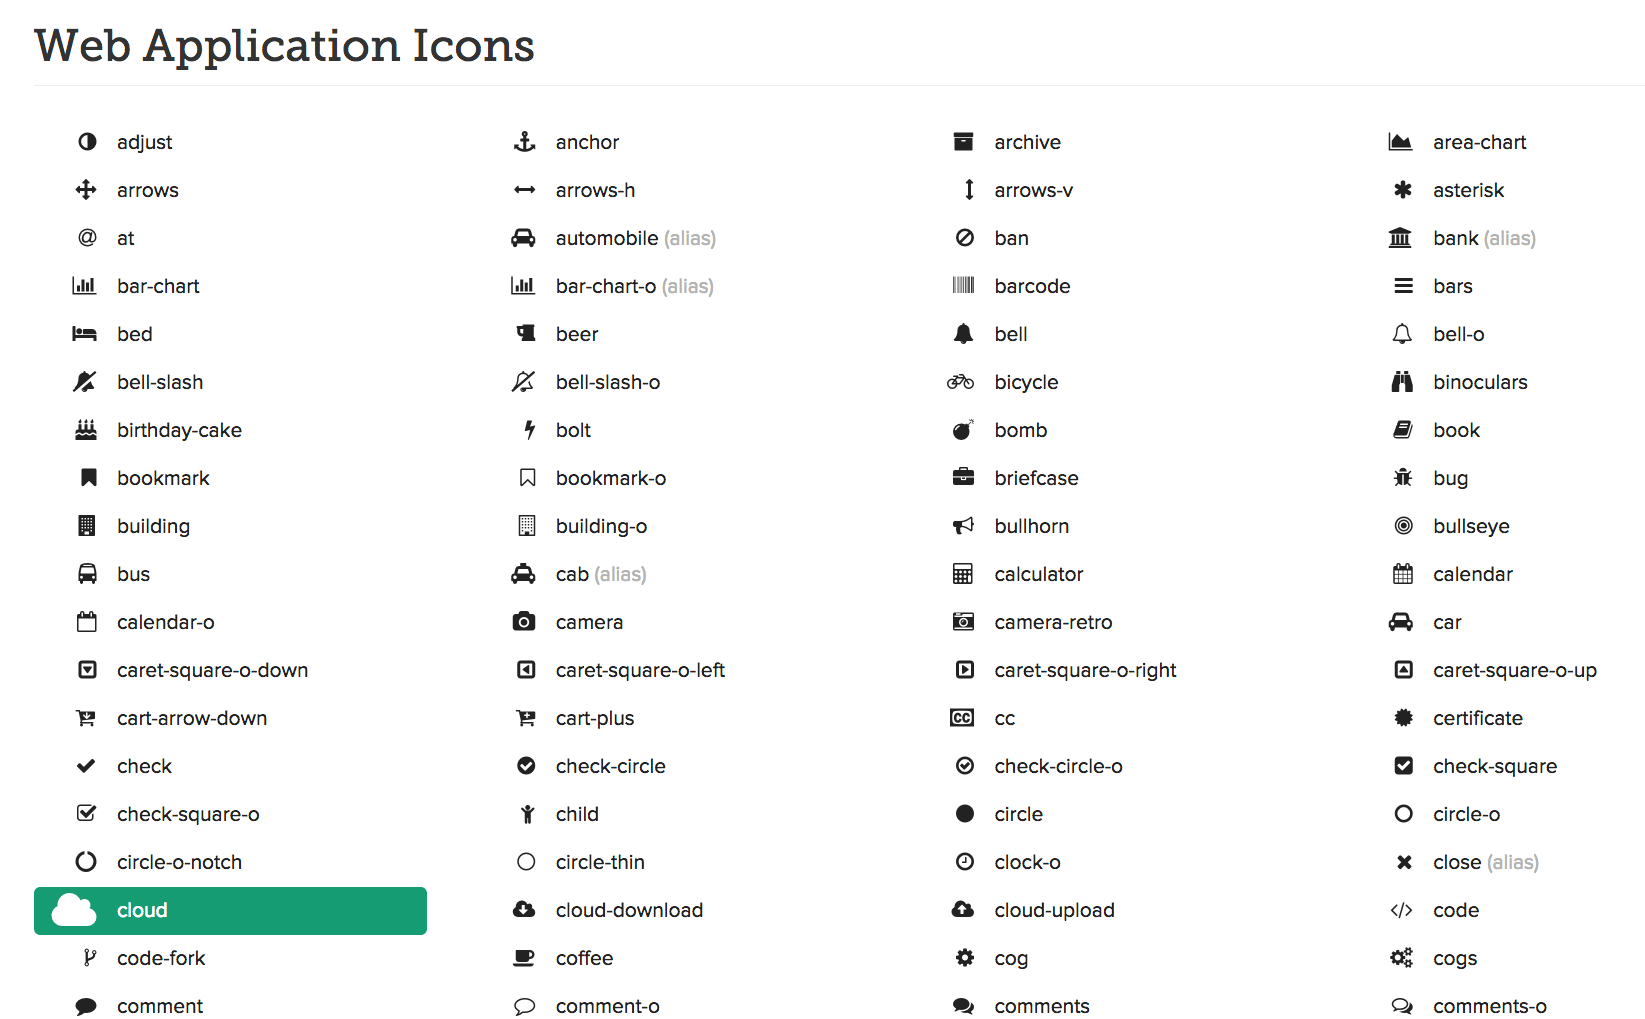 Web Application Icons
adjust anchor archive area-chart
arrows arrows-h arrows-v asterisk
at automobile (alias) ban bank (alias)
bar-chart bar-chart-o (alias) barcode bars
bed beer bell bell-o
bell-slash bell-slash-o bicycle binoculars
birthday-cake bolt bomb book
bookmark bookmark-o briefcase bug
building building-o bullhorn bullseye
bus cab (alias) calculator calendar
calendar-o camera camera-retro car
caret-square-o-down caret-square-o-left caret-square-o-right caret-square-o-up
cart-arrow-down cart-plus cc certificate
check check-circle check-circle-o check-square
check-square-o child circle circle-o
circle-o-notch circle-thin clock-o close (alias)
cloud cloud-download cloud-upload code
code-fork coffee cog cogs
comment comment-o comments comments-o